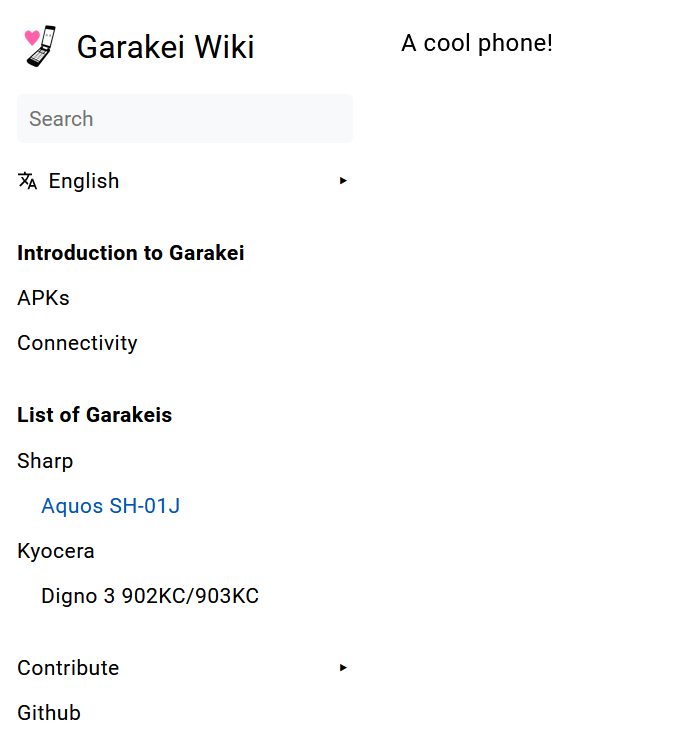 Garakei Wiki
Search
English
Introduction to Garakei
APKs
Connectivity
List of Garakeis
Sharp
Aquos SH-01J
Kyocera
Digno 3 902KC/903KC
Contribute
Github
A cool phone!